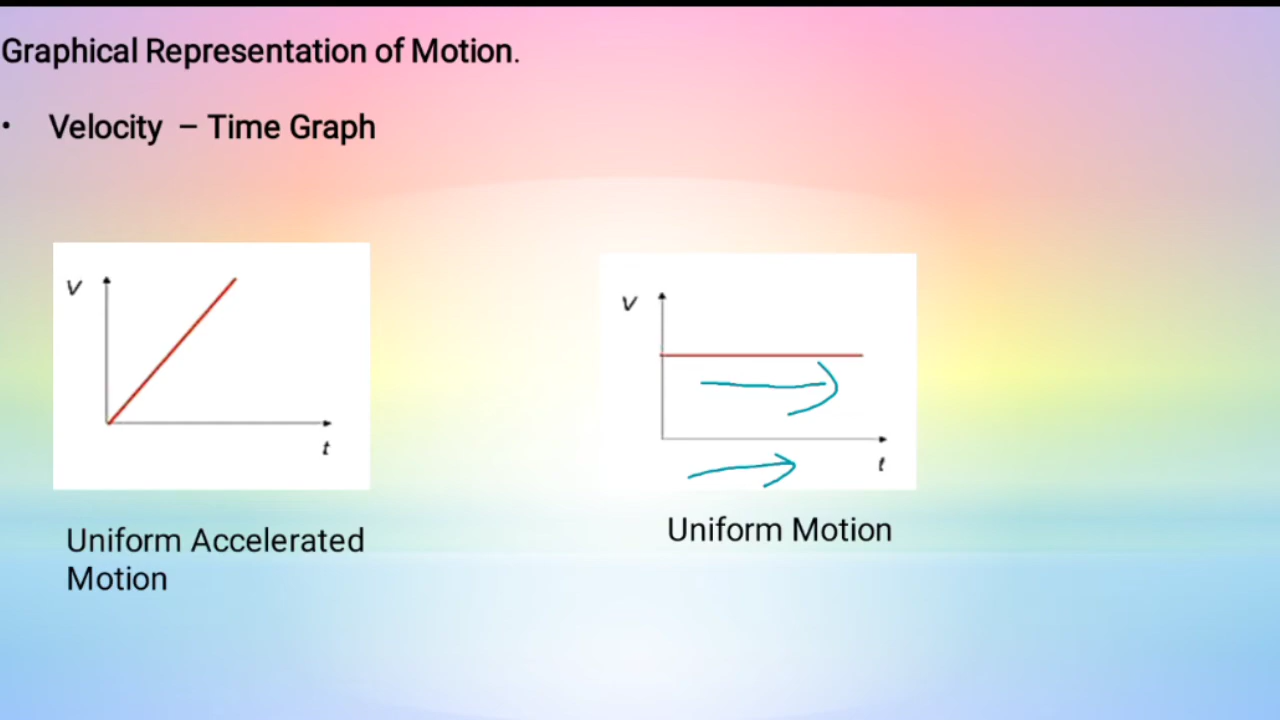 Graphical Representation of Motion.
• Velocity – Time Graph
V
t
V
t
Uniform Accelerated
Motion
Uniform Motion